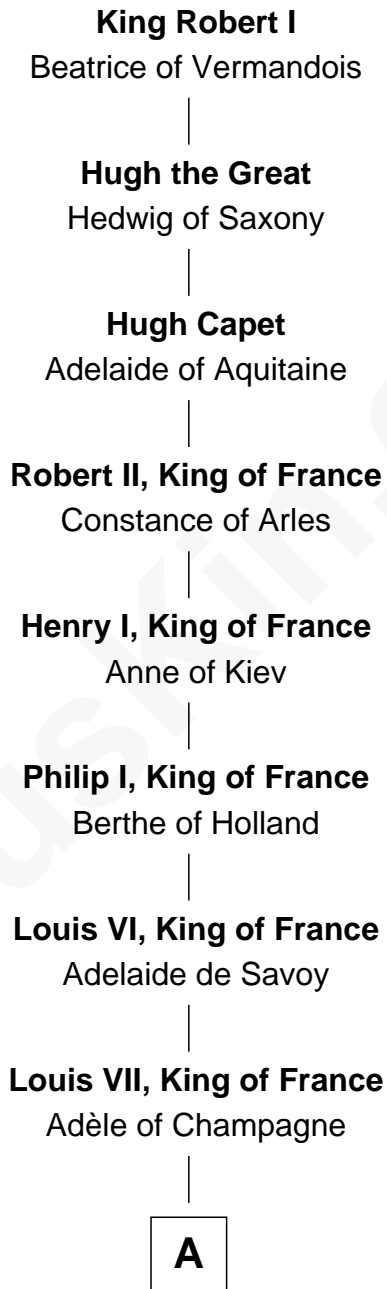 King Robert I
Beatrice of Vermandois
Hugh the Great
Hedwig of Saxony
Hugh Capet
Adelaide of Aquitaine
Robert II, King of France
Constance of Arles
Henry I, King of France
Anne of Kiev
Philip I, King of France
Berthe of Holland
Louis VI, King of France
Adelaide de Savoy
Louis VII, King of France
Adèle of Champagne
A